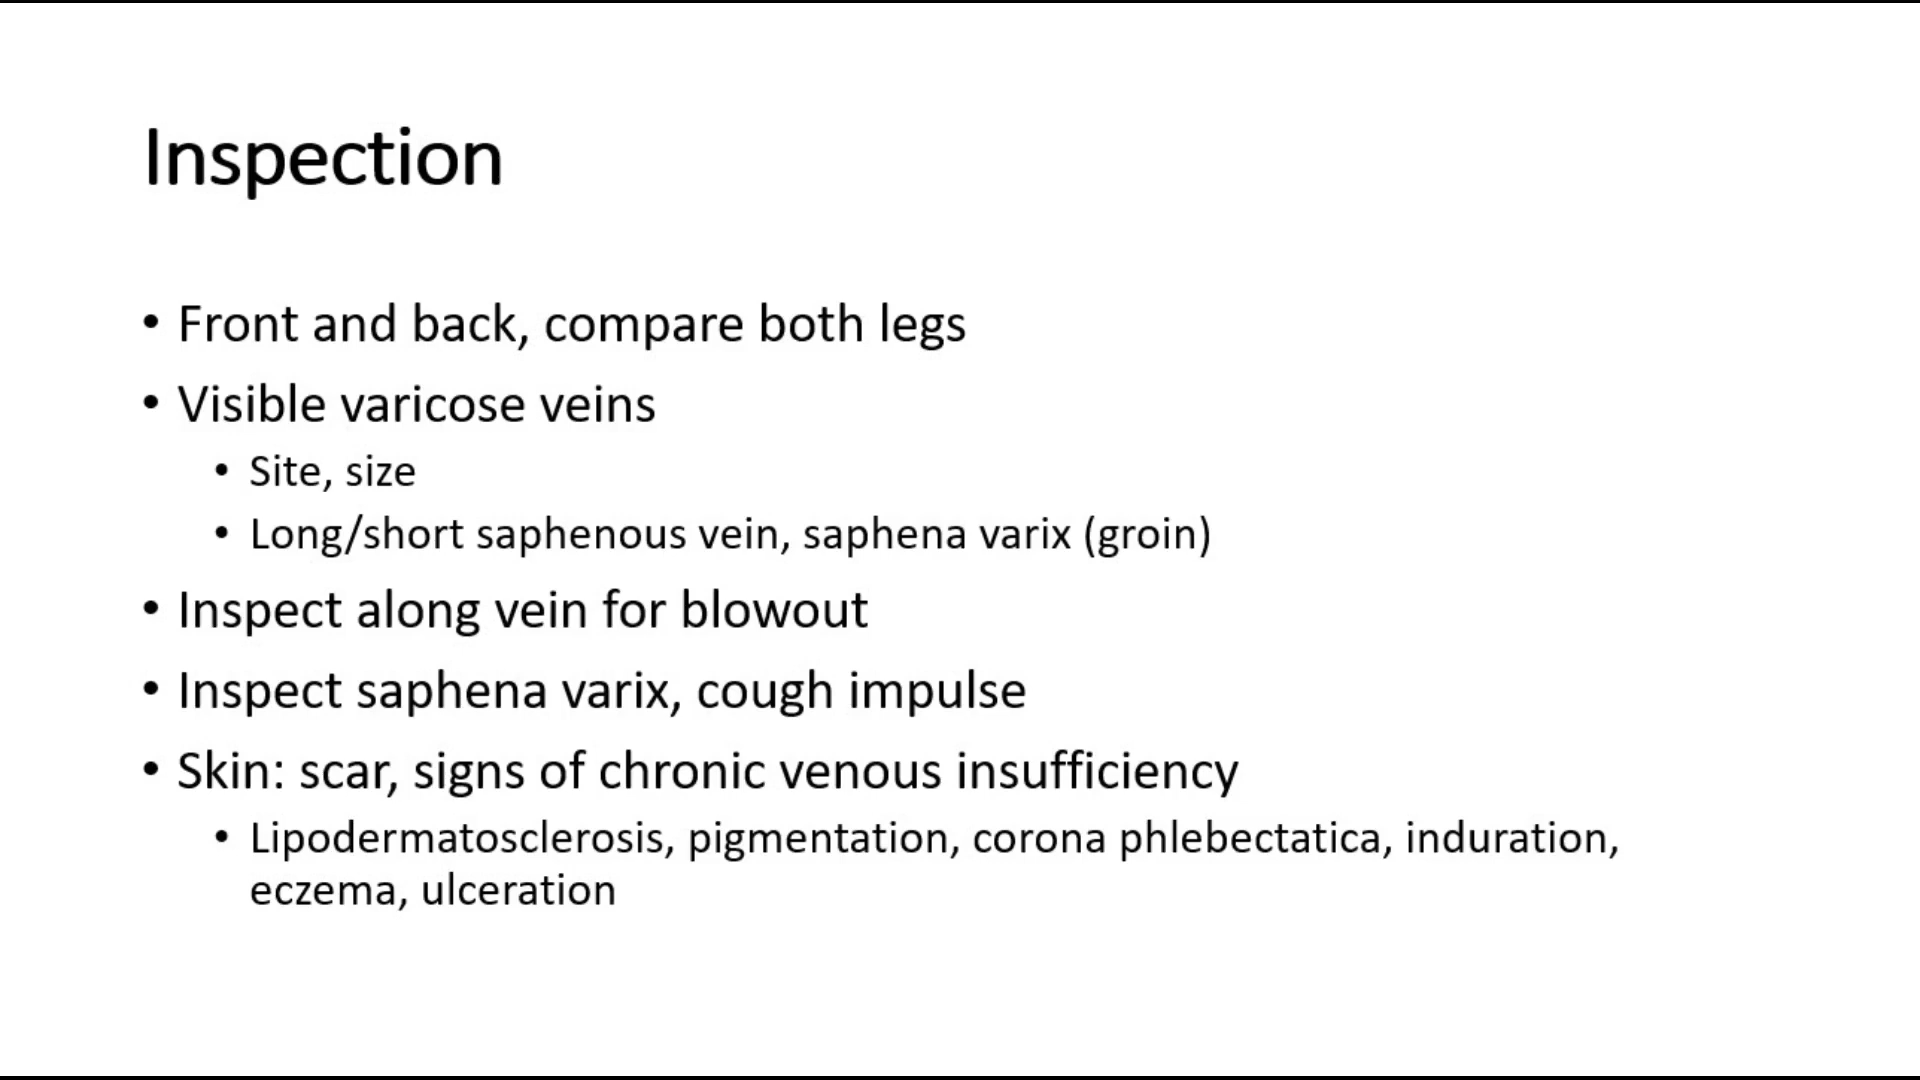 Inspection
• Front and back, compare both legs
• Visible varicose veins
• Site, size
• Long/short saphenous vein, saphena varix (groin)
• Inspect along vein for blowout
• Inspect saphena varix, cough impulse
• Skin: scar, signs of chronic venous insufficiency
• Lipodermatosclerosis, pigmentation, corona phlebectatica, induration,
eczema, ulceration